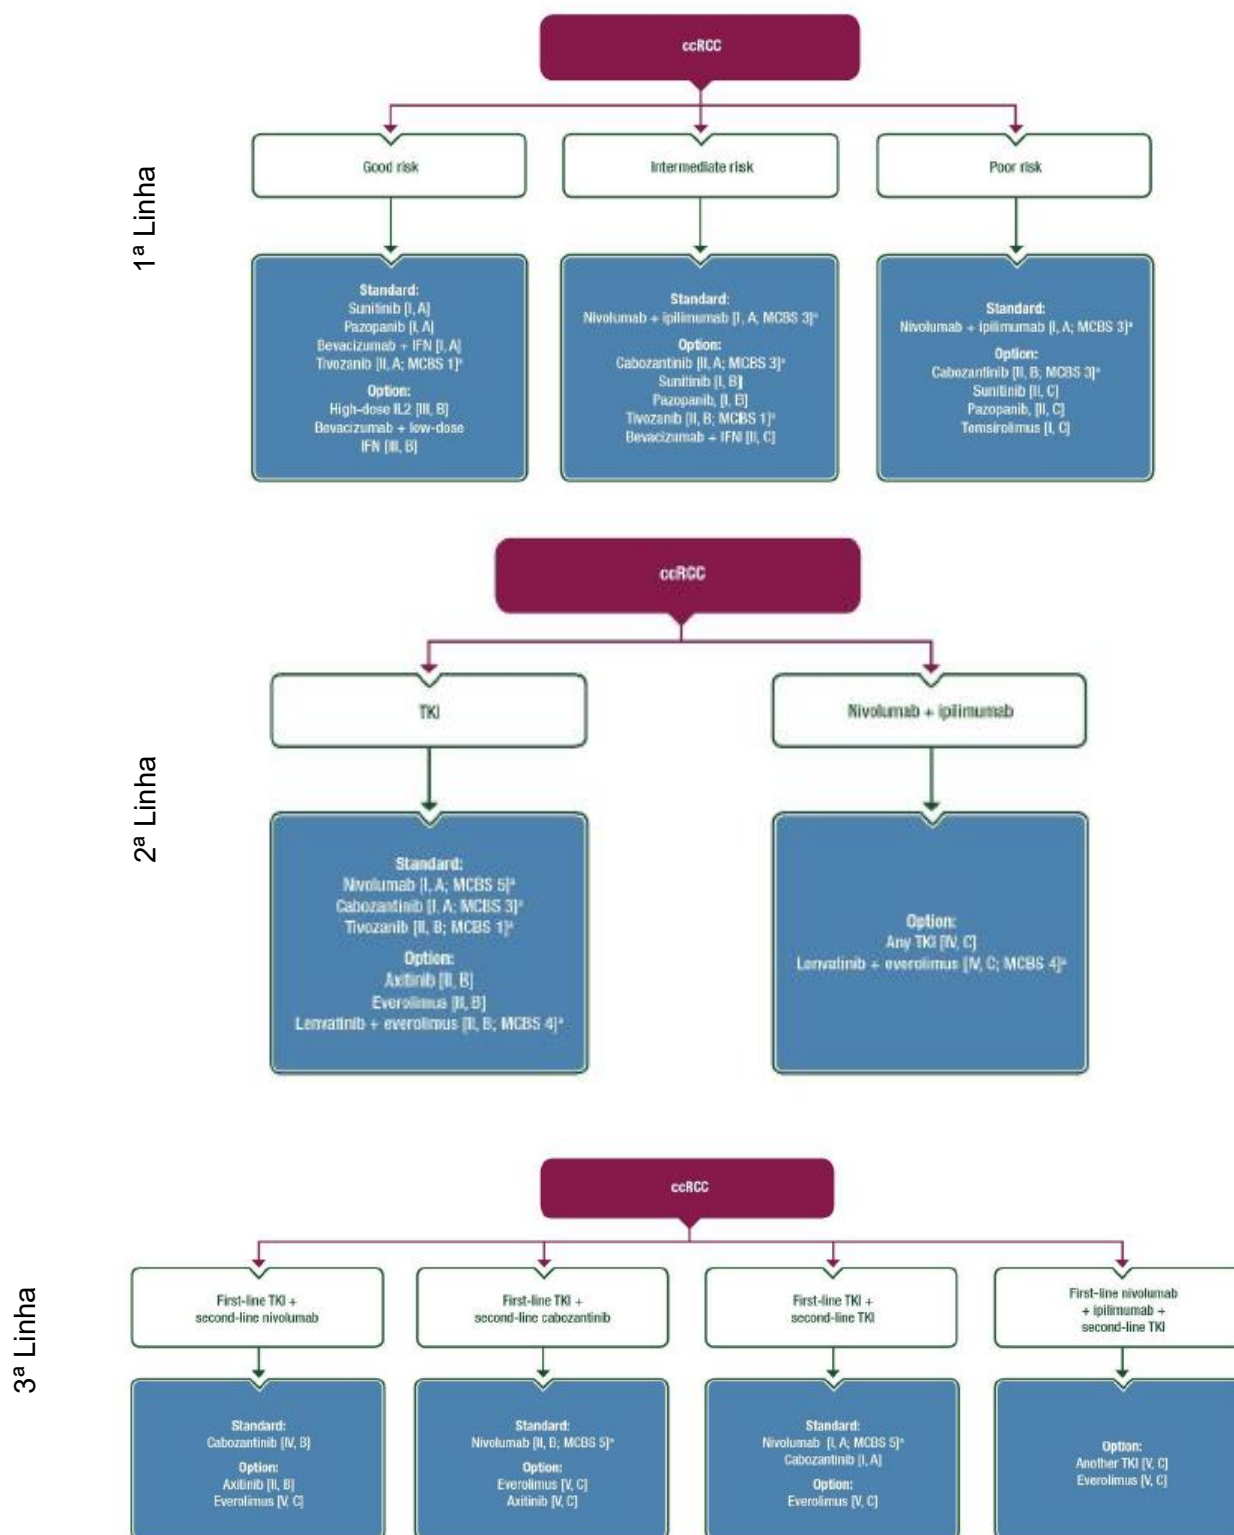 1ª Linha
ccRCC
Good risk
Intermediate risk
Poor risk
Standard:
Sunitinib [I, A]
Pazopanib [I, A]
Bevacizumab + IFN [I, A]
Tivozanib [II, A; MCBS 1]ᵃ
Option:
High-dose IL2 [III, B]
Bevacizumab + low-dose
IFN [III, B]
Standard:
Nivolumab + ipilimumab [I, A; MCBS 3]ᵃ
Option:
Cabozantinib [II, A; MCBS 3]ᵃ
Sunitinib [I, B]
Pazopanib, [I, B]
Tivozanib [II, B; MCBS 1]ᵃ
Bevacizumab + IFN [II, C]
Standard:
Nivolumab + ipilimumab [I, A; MCBS 3]ᵃ
Option:
Cabozantinib [II, B; MCBS 3]ᵃ
Sunitinib [II, C]
Pazopanib, [II, C]
Temsirolimus [I, C]
2ª Linha
ccRCC
TKI
Nivolumab + ipilimumab
Standard:
Nivolumab [I, A; MCBS 5]ᵃ
Cabozantinib [I, A; MCBS 3]ᵃ
Tivozanib [II, B; MCBS 1]ᵃ
Option:
Axitinib [II, B]
Everolimus [II, B]
Lenvatinib + everolimus [II, B; MCBS 4]ᵃ
Option:
Any TKI [IV, C]
Lenvatinib + everolimus [IV, C; MCBS 4]ᵃ
3ª Linha
ccRCC
First-line TKI +
second-line nivolumab
First-line TKI +
second-line cabozantinib
First-line TKI +
second-line TKI
First-line nivolumab
+ ipilimumab +
second-line TKI
Standard:
Cabozantinib [IV, B]
Option:
Axitinib [II, B]
Everolimus [V, C]
Standard:
Nivolumab [II, B; MCBS 5]ᵃ
Option:
Everolimus [V, C]
Axitinib [V, C]
Standard:
Nivolumab [I, A; MCBS 5]ᵃ
Cabozantinib [I, A]
Option:
Everolimus [V, C]
Option:
Another TKI [V, C]
Everolimus [V, C]